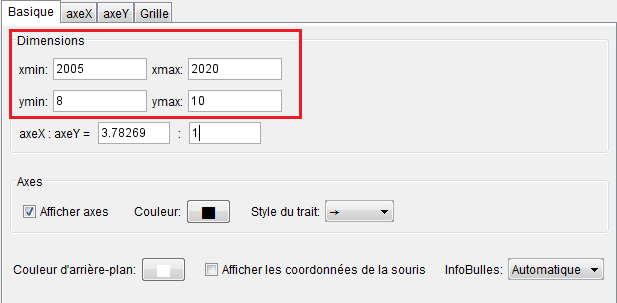 Basique axeX axeY Grille
Dimensions
xmin: 2005 xmax: 2020
ymin: 8 ymax: 10
axeX : axeY = 3.78269 : 1
Axes
Afficher axes Couleur: Style du trait: →
Couleur d'arrière-plan: Afficher les coordonnées de la souris InfoBulles: Automatique